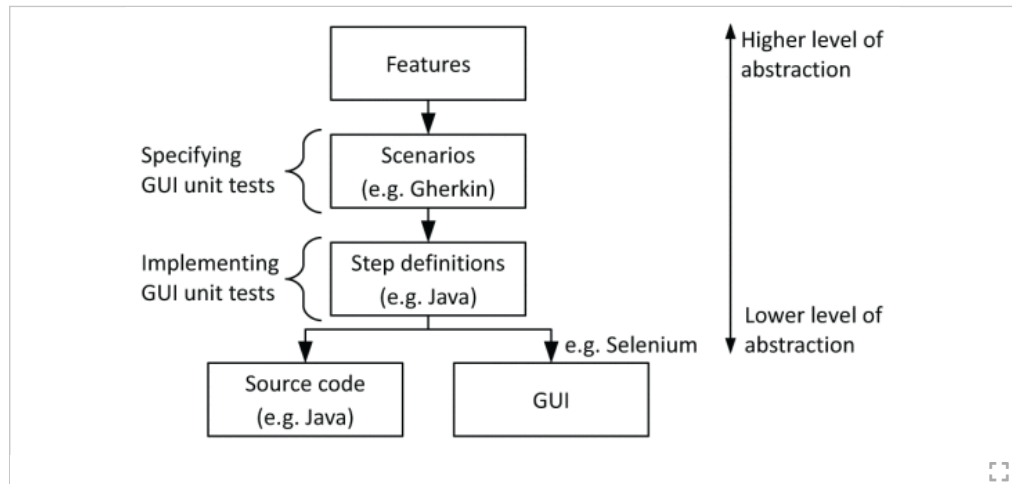 Features
Higher level of
abstraction
Specifying
GUI unit tests
Scenarios
(e.g. Gherkin)
Implementing
GUI unit tests
Step definitions
(e.g. Java)
Lower level of
abstraction
e.g. Selenium
Source code
(e.g. Java)
GUI